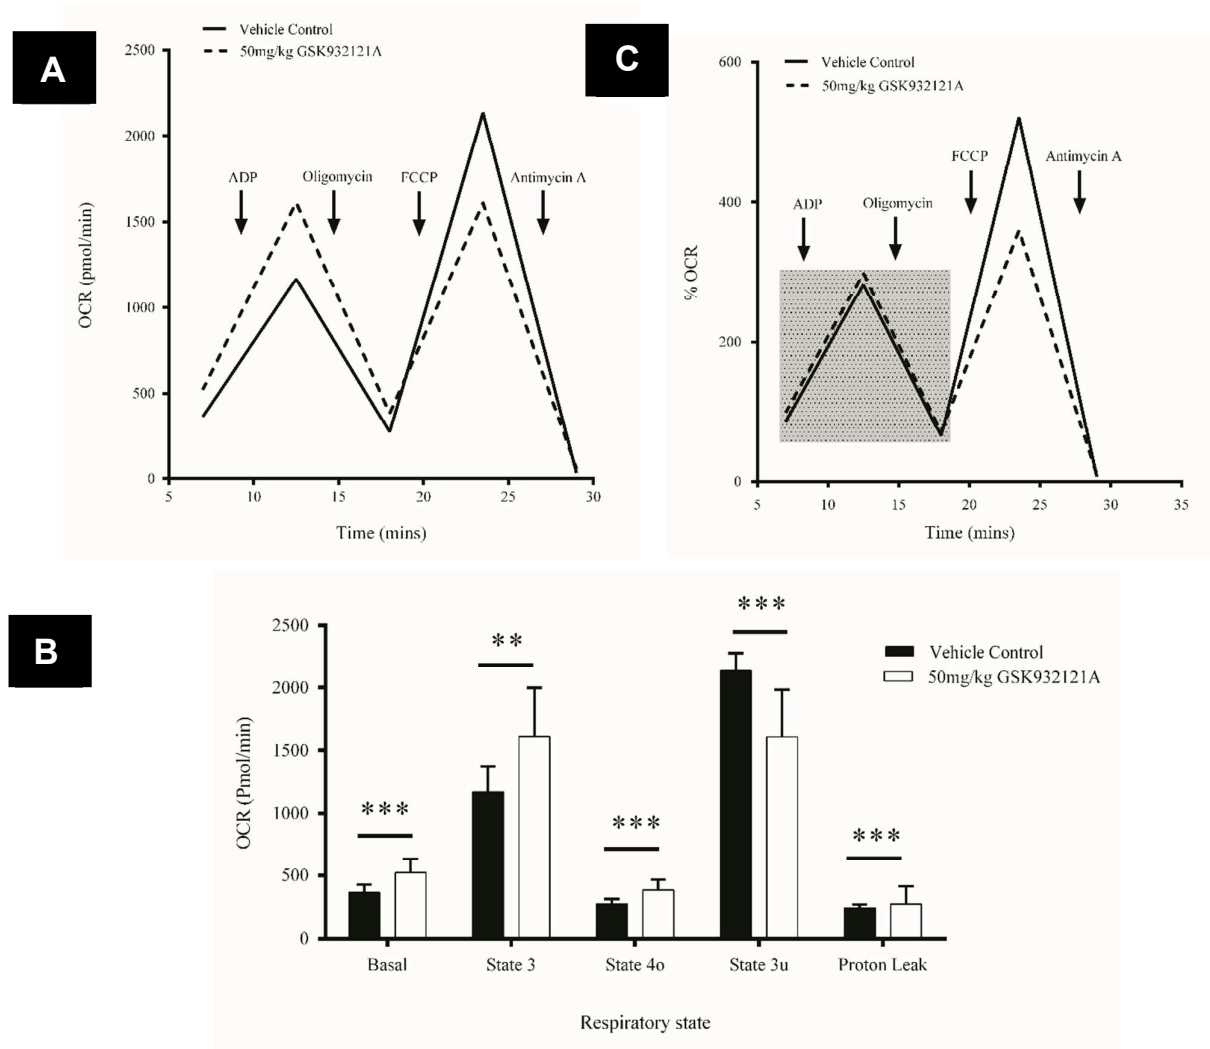 A
Vehicle Control
50mg/kg GSK932121A
2500
2000
1500
1000
500
0
OCR (pmol/min)
ADP
Oligomycin
FCCP
Antimycin A
5
10
15
20
25
30
Time (mins)
C
Vehicle Control
50mg/kg GSK932121A
600
400
200
0
% OCR
FCCP
Antimycin A
ADP
Oligomycin
5
10
15
20
25
30
35
Time (mins)
B
2500
2000
1500
1000
500
0
OCR (Pmol/min)
***
**
***
***
***
Vehicle Control
50mg/kg GSK932121A
Basal
State 3
State 4o
State 3u
Proton Leak
Respiratory state